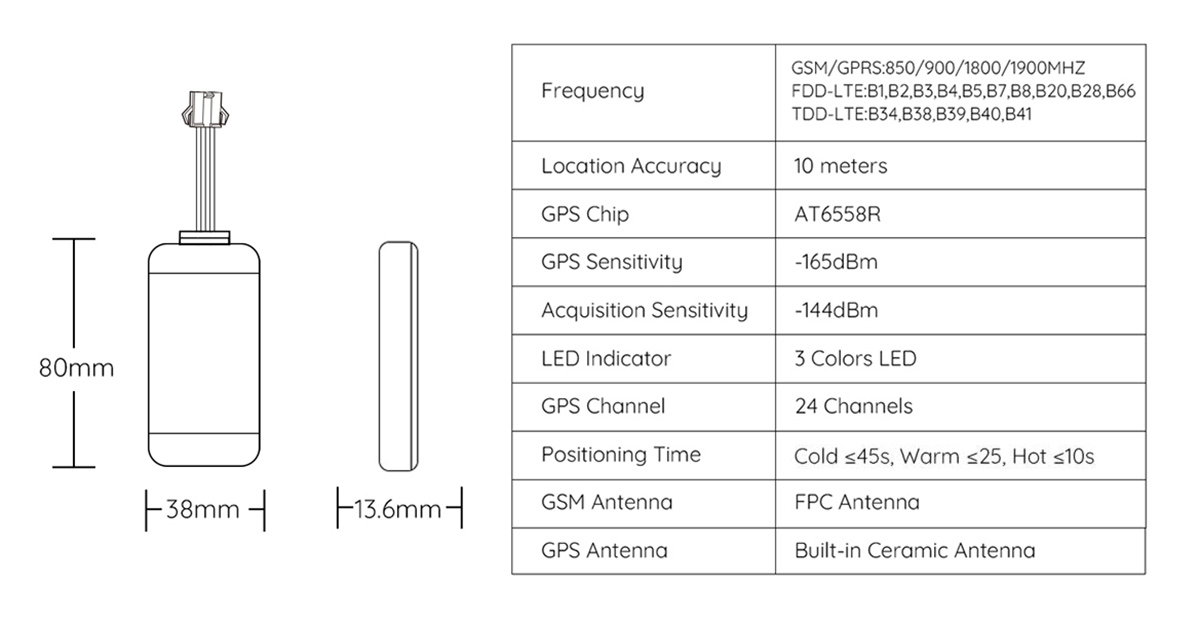 80mm
38mm
13.6mm
Frequency
GSM/GPRS:850/900/1800/1900MHZ
FDD-LTE:B1,B2,B3,B4,B5,B7,B8,B20,B28,B66
TDD-LTE:B34,B38,B39,B40,B41
Location Accuracy 10 meters
GPS Chip AT6558R
GPS Sensitivity -165dBm
Acquisition Sensitivity -144dBm
LED Indicator 3 Colors LED
GPS Channel 24 Channels
Positioning Time Cold ≤45s, Warm ≤25, Hot ≤10s
GSM Antenna FPC Antenna
GPS Antenna Built-in Ceramic Antenna